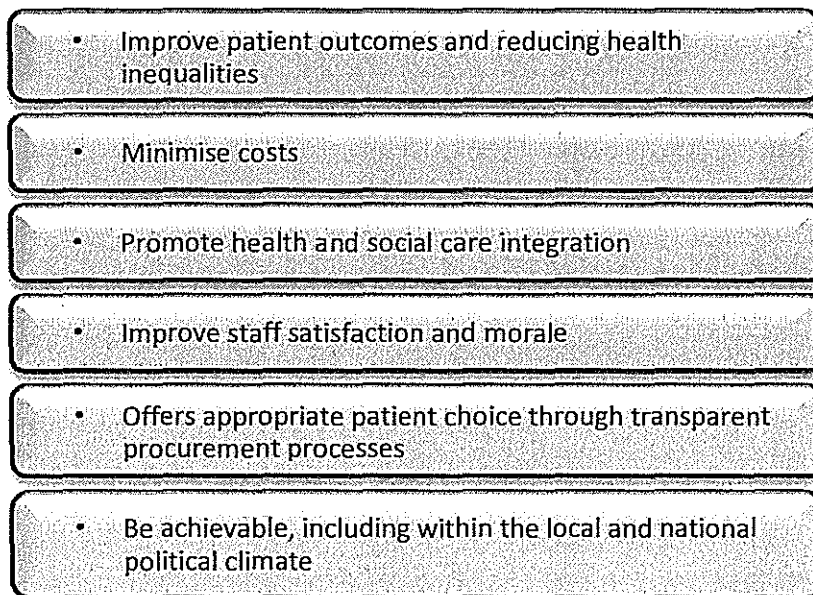 • Improve patient outcomes and reducing health
inequalities
• Minimise costs
• Promote health and social care integration
• Improve staff satisfaction and morale
• Offers appropriate patient choice through transparent
procurement processes
• Be achievable, including within the local and national
political climate